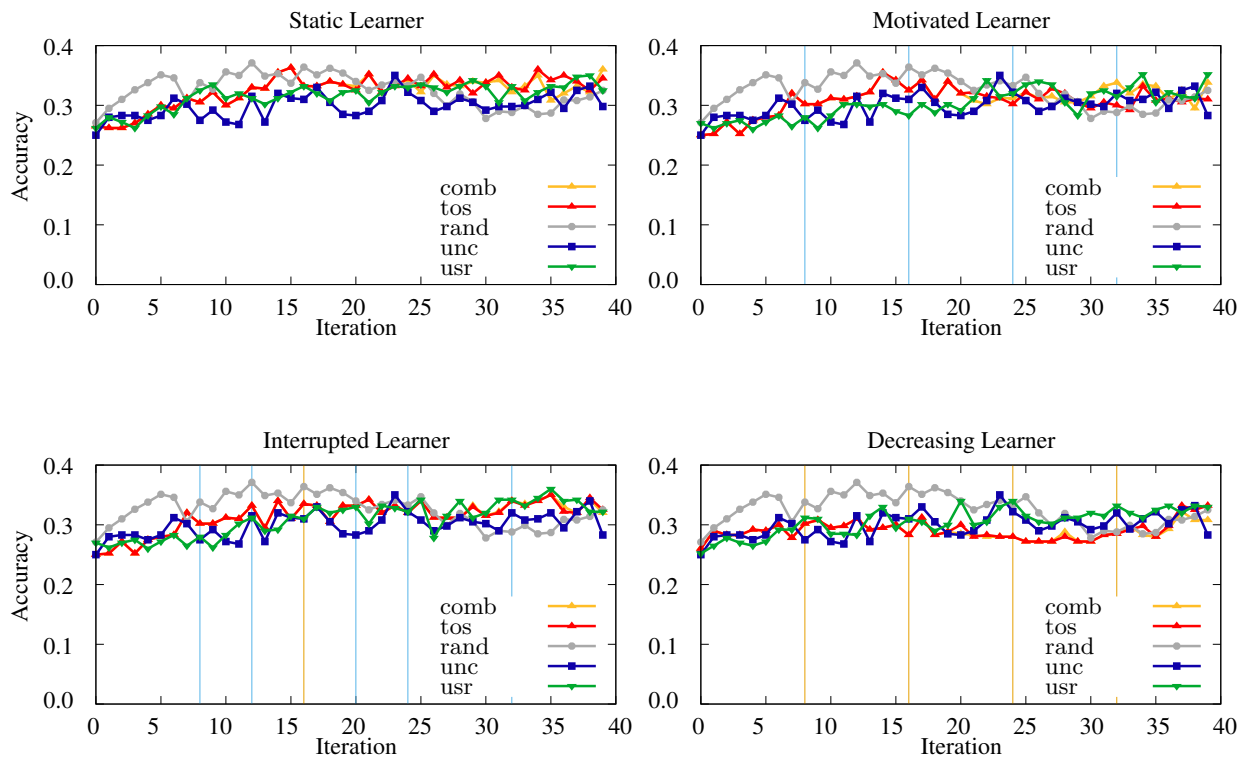 Static Learner
0.4
0.3
0.2
0.1
0.0
Accuracy
comb
tos
rand
unc
usr
0 5 10 15 20 25 30 35 40
Iteration
Motivated Learner
0.4
0.3
0.2
0.1
0.0
comb
tos
rand
unc
usr
0 5 10 15 20 25 30 35 40
Iteration
Interrupted Learner
0.4
0.3
0.2
0.1
0.0
Accuracy
comb
tos
rand
unc
usr
0 5 10 15 20 25 30 35 40
Iteration
Decreasing Learner
0.4
0.3
0.2
0.1
0.0
comb
tos
rand
unc
usr
0 5 10 15 20 25 30 35 40
Iteration